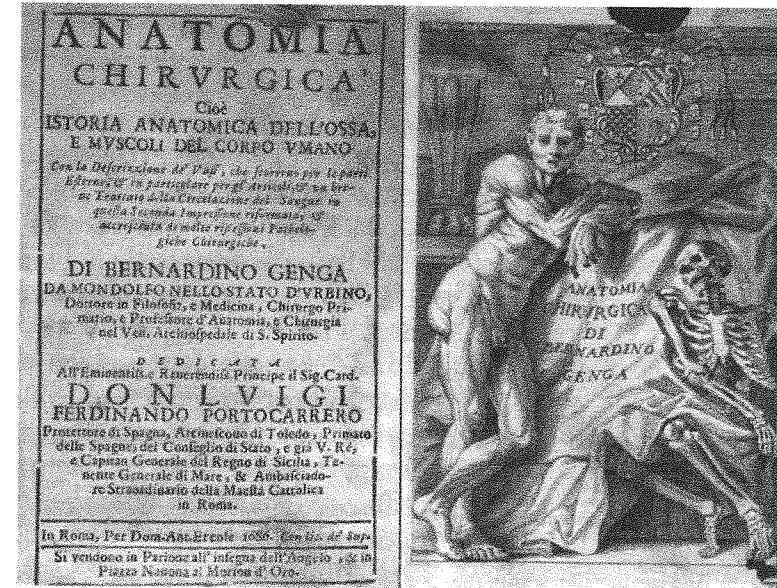 ANATOMIA
CHIRVRGICA
Cioè
ISTORIA ANATOMICA DELL'OSSA,
E MVSCOLI DEL CORPO VMANO
Con la Descrizione de' Vasi, che scorrono per le parti
Esterne, & in particolare per gl' Articoli, & un bre-
ve Trattato della Circolazione del Sangue in
questa Seconda Impressione riformata, &
accresciuta di molte riflessioni Patholo-
giche Chirurgiche,
DI BERNARDINO GENGA
DA MONDOLFO NELLO STATO D'VRBINO,
Dottore in Filosofia, e Medicina, Chirurgo Pri-
mario, e Professore d'Anatomia, e Chirurgia
nel Ven. Archiospedale di S. Spirito.
DEDICATA
All'Eminentiss. e Reverendiss. Principe il Sig. Card.
DON LVIGI
FERDINANDO PORTOCARRERO
Protettore di Spagna, Arcivescouo di Toledo, Primato
delle Spagne, del Conseglio di Stato, e già V. Rè,
e Capitan Generale del Regno di Sicilia, Te-
nente Generale di Mare, & Ambasciado-
re Straordinario della Maestà Cattolica
in Roma.
In Roma, Per Dom. Ant. Ercole 1686. Con lic. de' Sup.
Si vendono in Parione all' insegna dell'Angelo, & in
Piazza Nauona al Morion d'Oro.
ANATOMIA
CHIRVRGICA
DI
BERNARDINO
GENGA